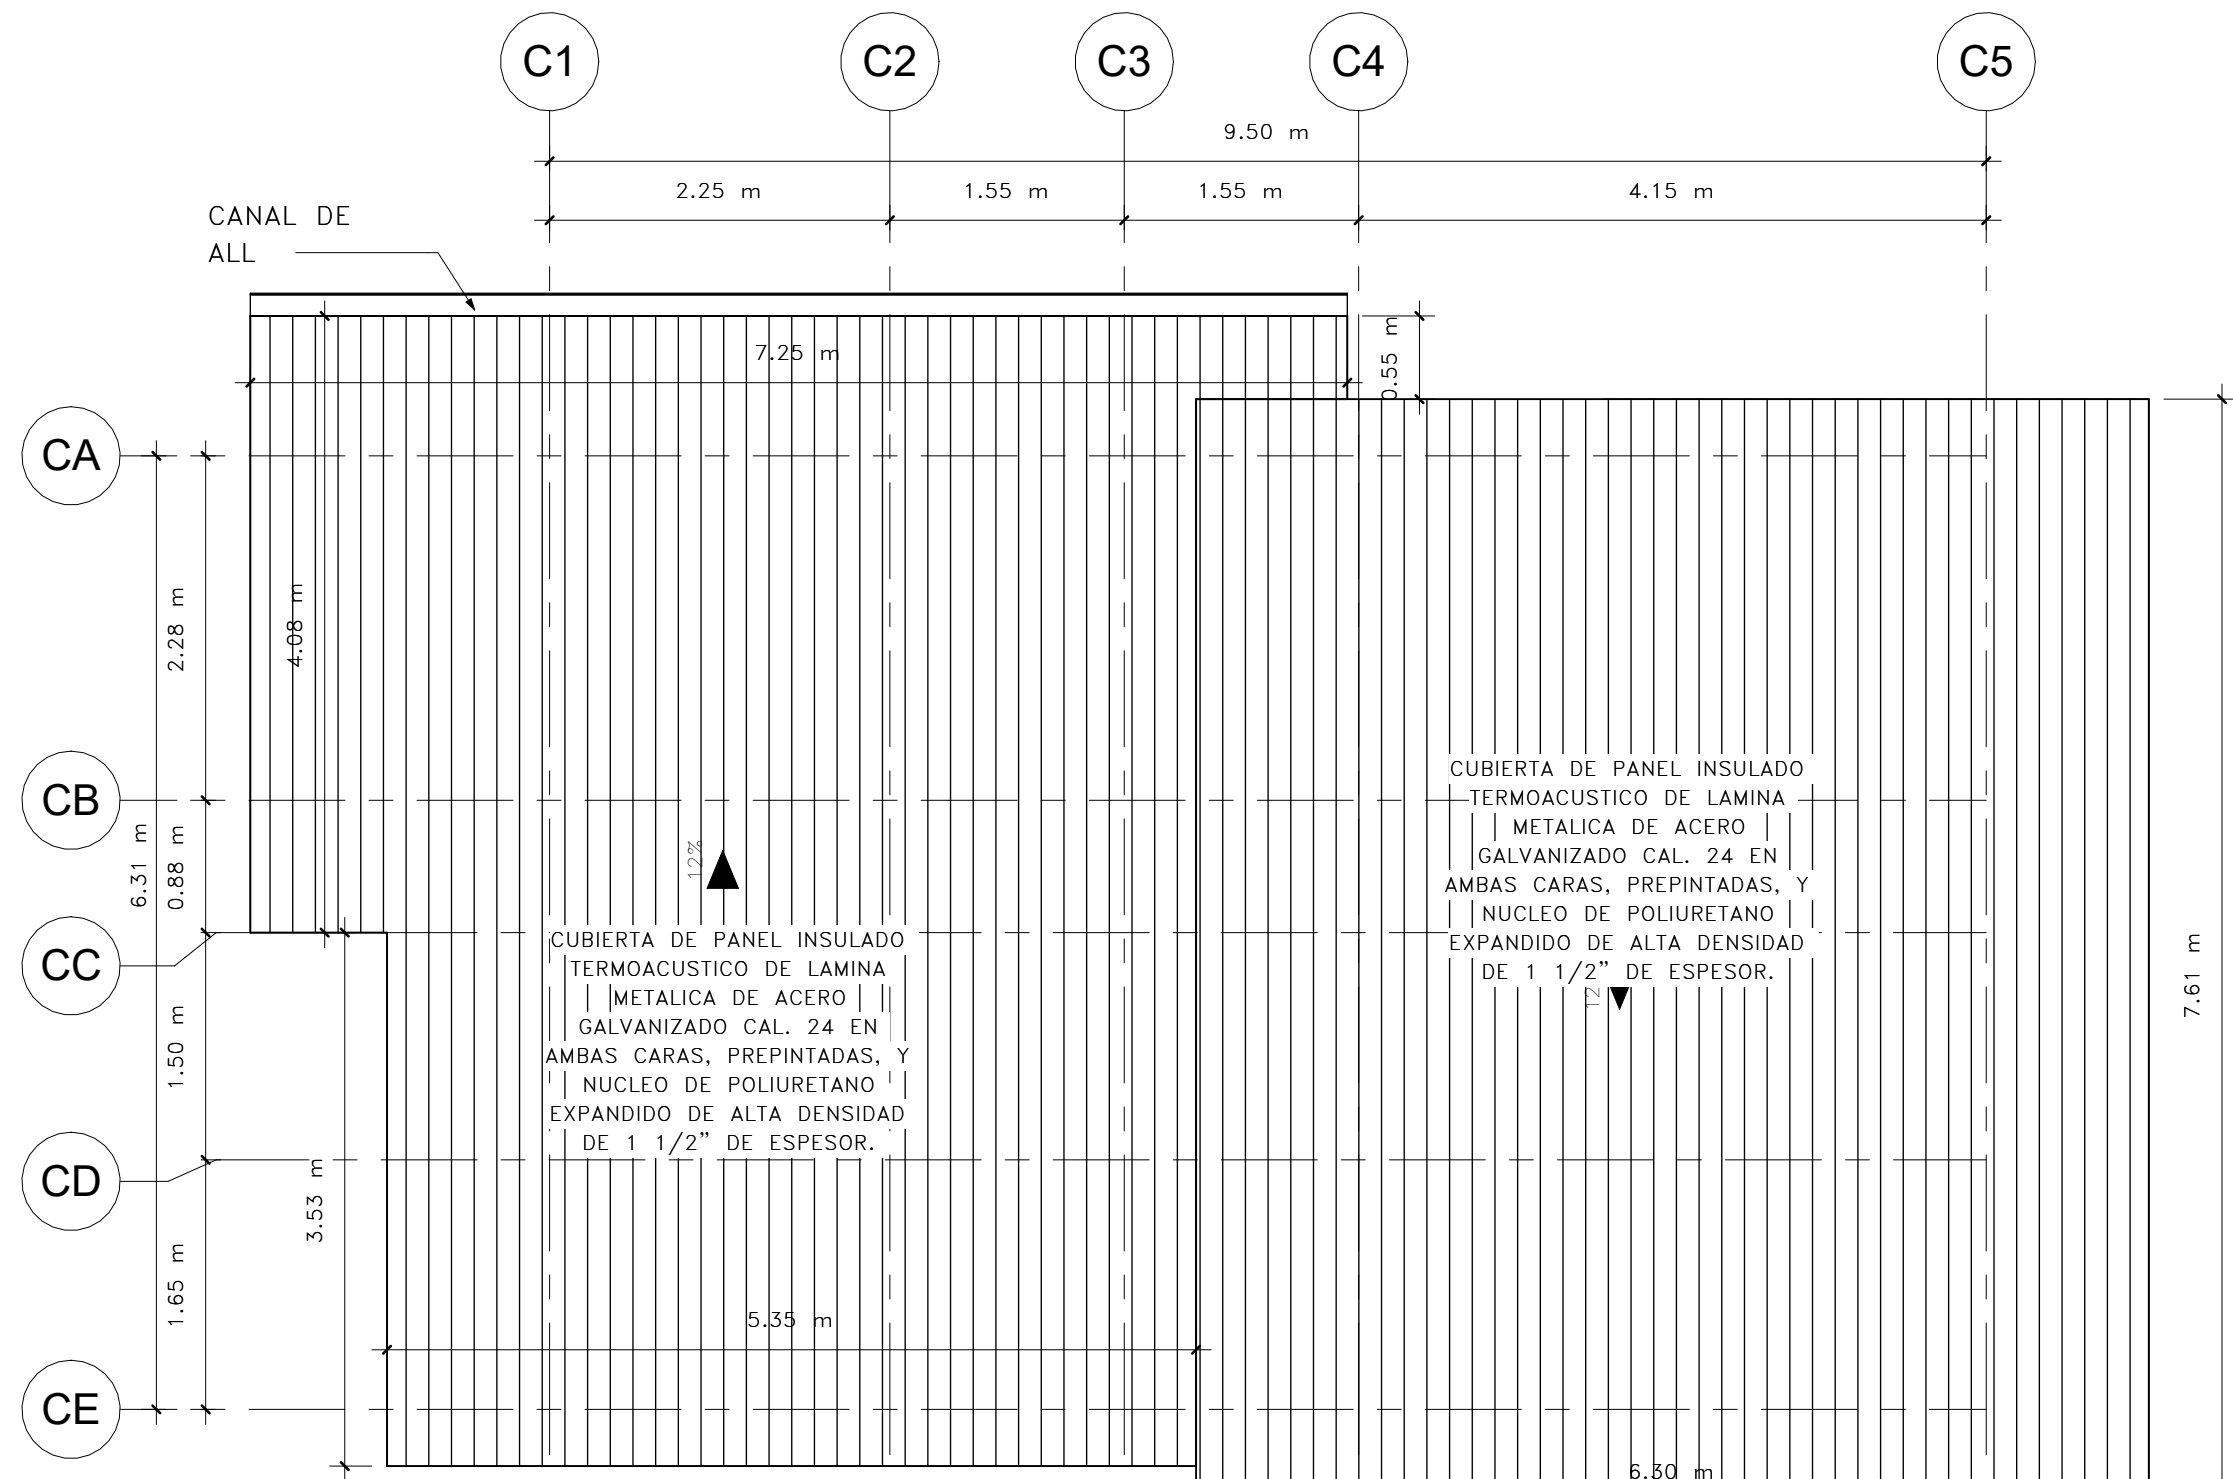 C1
C2
C3
C4
C5
9.50 m
2.25 m
1.55 m
1.55 m
4.15 m
CANAL DE
ALL
7.25 m
0.55 m
CA
CB
CC
CD
CE
6.31 m
2.28 m
0.88 m
1.50 m
1.65 m
4.08 m
3.53 m
12%
CUBIERTA DE PANEL INSULADO
TERMOACUSTICO DE LAMINA
METALICA DE ACERO
GALVANIZADO CAL. 24 EN
AMBAS CARAS, PREPINTADAS, Y
NUCLEO DE POLIURETANO
EXPANDIDO DE ALTA DENSIDAD
DE 1 1/2” DE ESPESOR.
CUBIERTA DE PANEL INSULADO
TERMOACUSTICO DE LAMINA
METALICA DE ACERO
GALVANIZADO CAL. 24 EN
AMBAS CARAS, PREPINTADAS, Y
NUCLEO DE POLIURETANO
EXPANDIDO DE ALTA DENSIDAD
DE 1 1/2” DE ESPESOR.
12
7.61 m
5.35 m
6.30 m